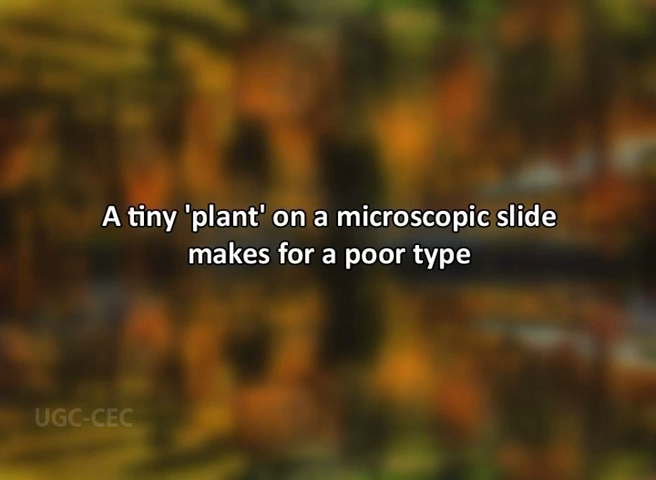 A tiny 'plant' on a microscopic slide
makes for a poor type
UGC-CEC